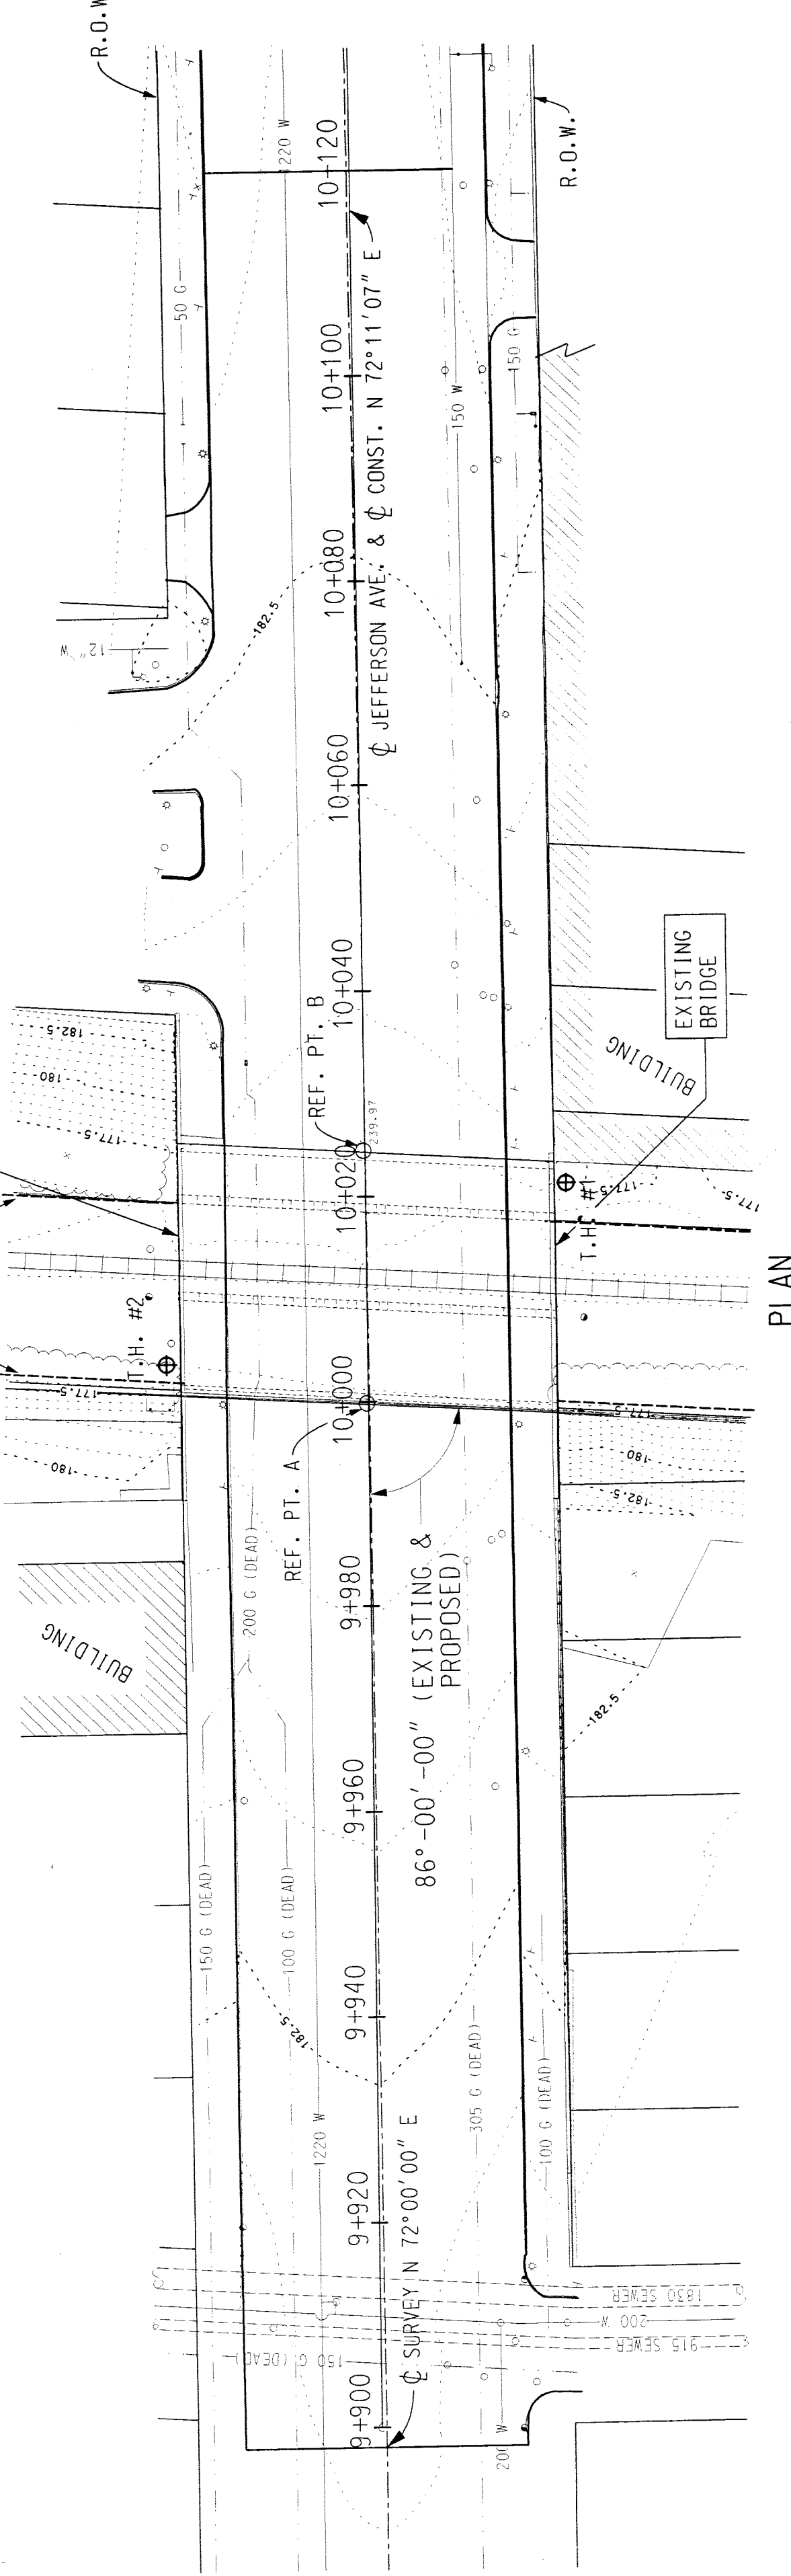 R.O.W.
50 G
220 W
10+120
R.O.W.
10+100
℄ JEFFERSON AVE. & ℄ CONST. N 72°11'07" E
150 W
150 G
10+080
182.5
12" W
10+060
10+040
REF. PT. B
239.97
10+020
EXISTING
BRIDGE
BUILDING
182.5
180
177.5
T.H. #1
177.5
177.5
T.H. #2
177.5
180
10+000
REF. PT. A
177.5
180
182.5
200 G (DEAD)
9+980
86°-00'-00" (EXISTING &
PROPOSED)
BUILDING
182.5
9+960
150 G (DEAD)
100 G (DEAD)
9+940
182.5
305 G (DEAD)
100 G (DEAD)
1220 W
9+920
℄ SURVEY N 72°00'00" E
1830 SEWER
200 W
915 SEWER
150 G (DEAD)
9+900
200 W
PLAN